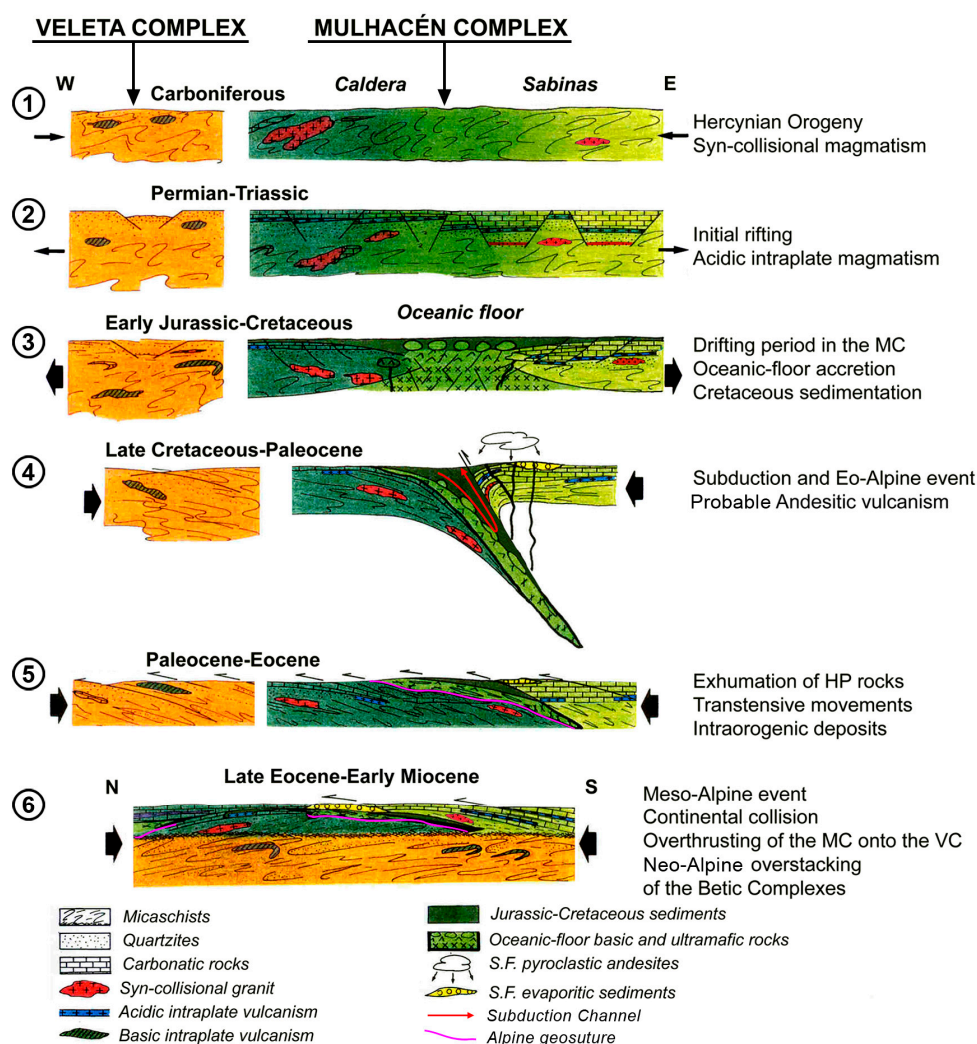 VELETA COMPLEX
MULHACÉN COMPLEX
W
Carboniferous
Caldera
Sabinas
E
1
Hercynian Orogeny
Syn-collisional magmatism
Permian-Triassic
2
Initial rifting
Acidic intraplate magmatism
Early Jurassic-Cretaceous
Oceanic floor
3
Drifting period in the MC
Oceanic-floor accretion
Cretaceous sedimentation
Late Cretaceous-Paleocene
4
Subduction and Eo-Alpine event
Probable Andesitic vulcanism
Paleocene-Eocene
5
Exhumation of HP rocks
Transtensive movements
Intraorogenic deposits
N
Late Eocene-Early Miocene
S
6
Meso-Alpine event
Continental collision
Overthrusting of the MC onto the VC
Neo-Alpine overstacking
of the Betic Complexes
Micaschists
Quartzites
Carbonatic rocks
Syn-collisional granit
Acidic intraplate vulcanism
Basic intraplate vulcanism
Jurassic-Cretaceous sediments
Oceanic-floor basic and ultramafic rocks
S.F. pyroclastic andesites
S.F. evaporitic sediments
Subduction Channel
Alpine geosuture